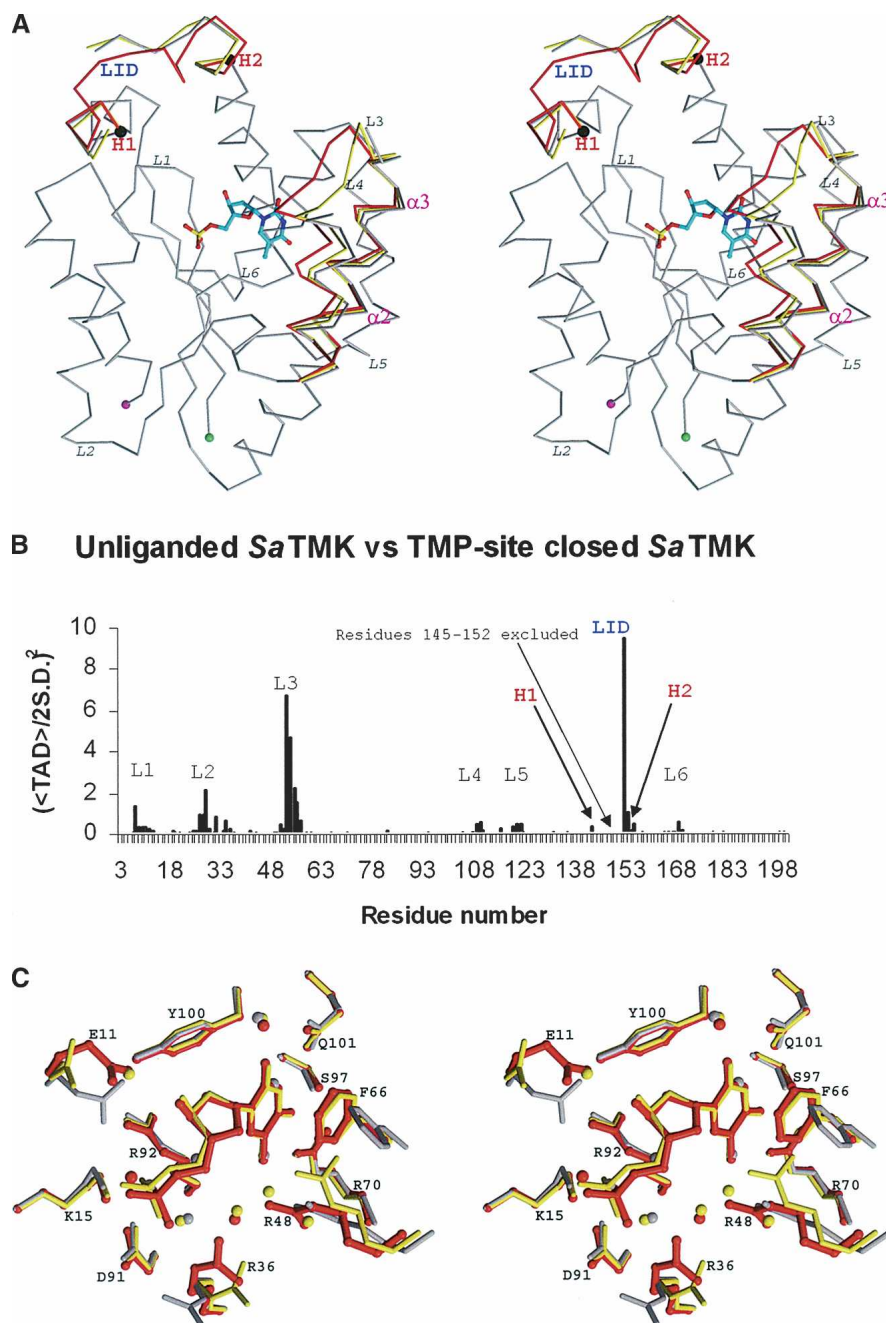 A
LID H2 LID H2
L3 L3
H1 L1 H1 L1
L4 L4
α3 α3
L6 L6
α2 α2
L5 L5
L2 L2
B Unliganded SaTMK vs TMP-site closed SaTMK
(<TAD>/2S.D.)²
10
8
6
4
2
0
Residues 145-152 excluded
LID
H1
H2
L3
L1 L2 L4 L5 L6
3 18 33 48 63 78 93 108 123 138 153 168 183 198
Residue number
C
Y100 Y100
E11 E11
Q101 Q101
S97 S97
F66 F66
R92 R92
R70 R70
K15 K15
R48 R48
D91 D91
R36 R36